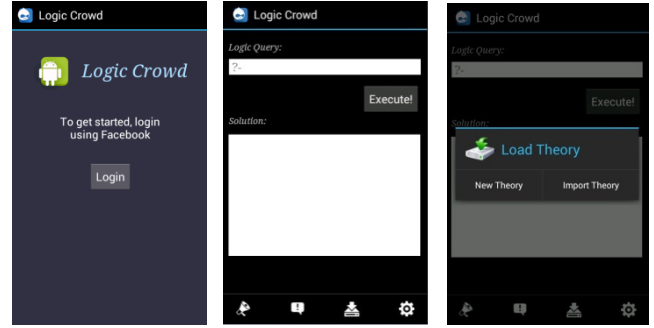 Logic Crowd
Logic Crowd
To get started, login
using Facebook
Login
Logic Crowd
Logic Query:
?-
Execute!
Solution:
Logic Crowd
Logic Query:
?-
Execute!
Solution:
Load Theory
New Theory
Import Theory